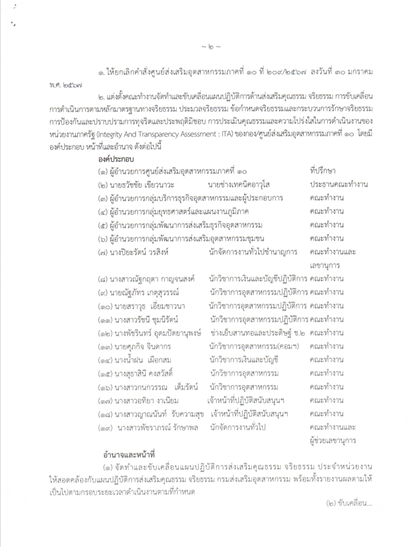 ~ ๒ ~
๑. ให้ยกเลิกคำสั่งศูนย์ส่งเสริมอุตสาหกรรมภาคที่ ๑๐ ที่ ๒๐๙/๒๕๖๗ ลงวันที่ ๓๐ มกราคม
พ.ศ. ๒๕๖๗
๒. แต่งตั้งคณะทำงานจัดทำและขับเคลื่อนแผนปฏิบัติการด้านส่งเสริมคุณธรรม จริยธรรม การขับเคลื่อน
การดำเนินการตามหลักมาตรฐานทางจริยธรรม ประมวลจริยธรรม ข้อกำหนดจริยธรรมและกระบวนการรักษาจริยธรรม
การป้องกันและปราบปรามการทุจริตและประพฤติมิชอบ การประเมินคุณธรรมและความโปร่งใสในการดำเนินงานของ
หน่วยงานภาครัฐ (Integrity And Transparency Assessment : ITA) ของกอง/ศูนย์ส่งเสริมอุตสาหกรรมภาคที่ ๑๐ โดยมี
องค์ประกอบ หน้าที่และอำนาจ ดังต่อไปนี้
องค์ประกอบ
(๑) ผู้อำนวยการศูนย์ส่งเสริมอุตสาหกรรมภาคที่ ๑๐ ที่ปรึกษา
(๒) นายธวัชชัย เขียวนาวะ นายช่างเทคนิคอาวุโส ประธานคณะทำงาน
(๓) ผู้อำนวยการกลุ่มบริการธุรกิจอุตสาหกรรมและผู้ประกอบการ คณะทำงาน
(๔) ผู้อำนวยการกลุ่มยุทธศาสตร์และแผนงานภูมิภาค คณะทำงาน
(๕) ผู้อำนวยการกลุ่มพัฒนาการส่งเสริมธุรกิจอุตสาหกรรม คณะทำงาน
(๖) ผู้อำนวยการกลุ่มพัฒนาการส่งเสริมอุตสาหกรรมชุมชน คณะทำงาน
(๗) นางปิยะรัตน์ วรสิงห์ นักจัดการงานทั่วไปชำนาญการ คณะทำงานและ
เลขานุการ
(๘) นางสาวณัฐกฤตา กาญจนสงค์ นักวิชาการเงินและบัญชีปฏิบัติการ คณะทำงาน
(๙) นายณัฐภัทร เกตุสุวรรณ์ นักวิชาการอุตสาหกรรมปฏิบัติการ คณะทำงาน
(๑๐) นายสราวุธ เอี่ยมขาวนา นักวิชาการอุตสาหกรรมปฏิบัติการ คณะทำงาน
(๑๑) นางสาวรัชนี ชุมนิรัตน์ นักวิชาการอุตสาหกรรมปฏิบัติการ คณะทำงาน
(๑๒) นางพัชรินทร์ อุดมปัตยานุพงษ์ ช่างเย็บสานทอและประดิษฐ์ ช.๒ คณะทำงาน
(๑๓) นายศุภกิจ จินดากร นักวิชาการอุตสาหกรรม(คอมฯ) คณะทำงาน
(๑๔) นางน้ำฝน เผือกสม นักวิชาการเงินและบัญชี คณะทำงาน
(๑๕) นางสุธาสินี คงสวัสดิ์ นักวิชาการอุตสาหกรรม คณะทำงาน
(๑๖) นางสาวกนกวรรณ เต็มรัตน์ นักวิชาการอุตสาหกรรม คณะทำงาน
(๑๗) นางสาวอทิยา งาเนียม เจ้าหน้าที่ปฏิบัติสนับสนุนฯ คณะทำงาน
(๑๘) นางสาวญาณนันท์ รับความสุข เจ้าหน้าที่ปฏิบัติสนับสนุนฯ คณะทำงาน
(๑๙) นางสาวพัชราภรณ์ รักษาพล นักจัดการงานทั่วไป คณะทำงานและ
ผู้ช่วยเลขานุการ
อำนาจและหน้าที่
(๑) จัดทำและขับเคลื่อนแผนปฏิบัติการส่งเสริมคุณธรรม จริยธรรม ประจำหน่วยงาน
ให้สอดคล้องกับแผนปฏิบัติการส่งเสริมคุณธรรม จริยธรรม กรมส่งเสริมอุตสาหกรรม พร้อมทั้งรายงานผลตามให้
เป็นไปตามกรอบระยะเวลาดำเนินงานตามที่กำหนด
(๒) ขับเคลื่อน...